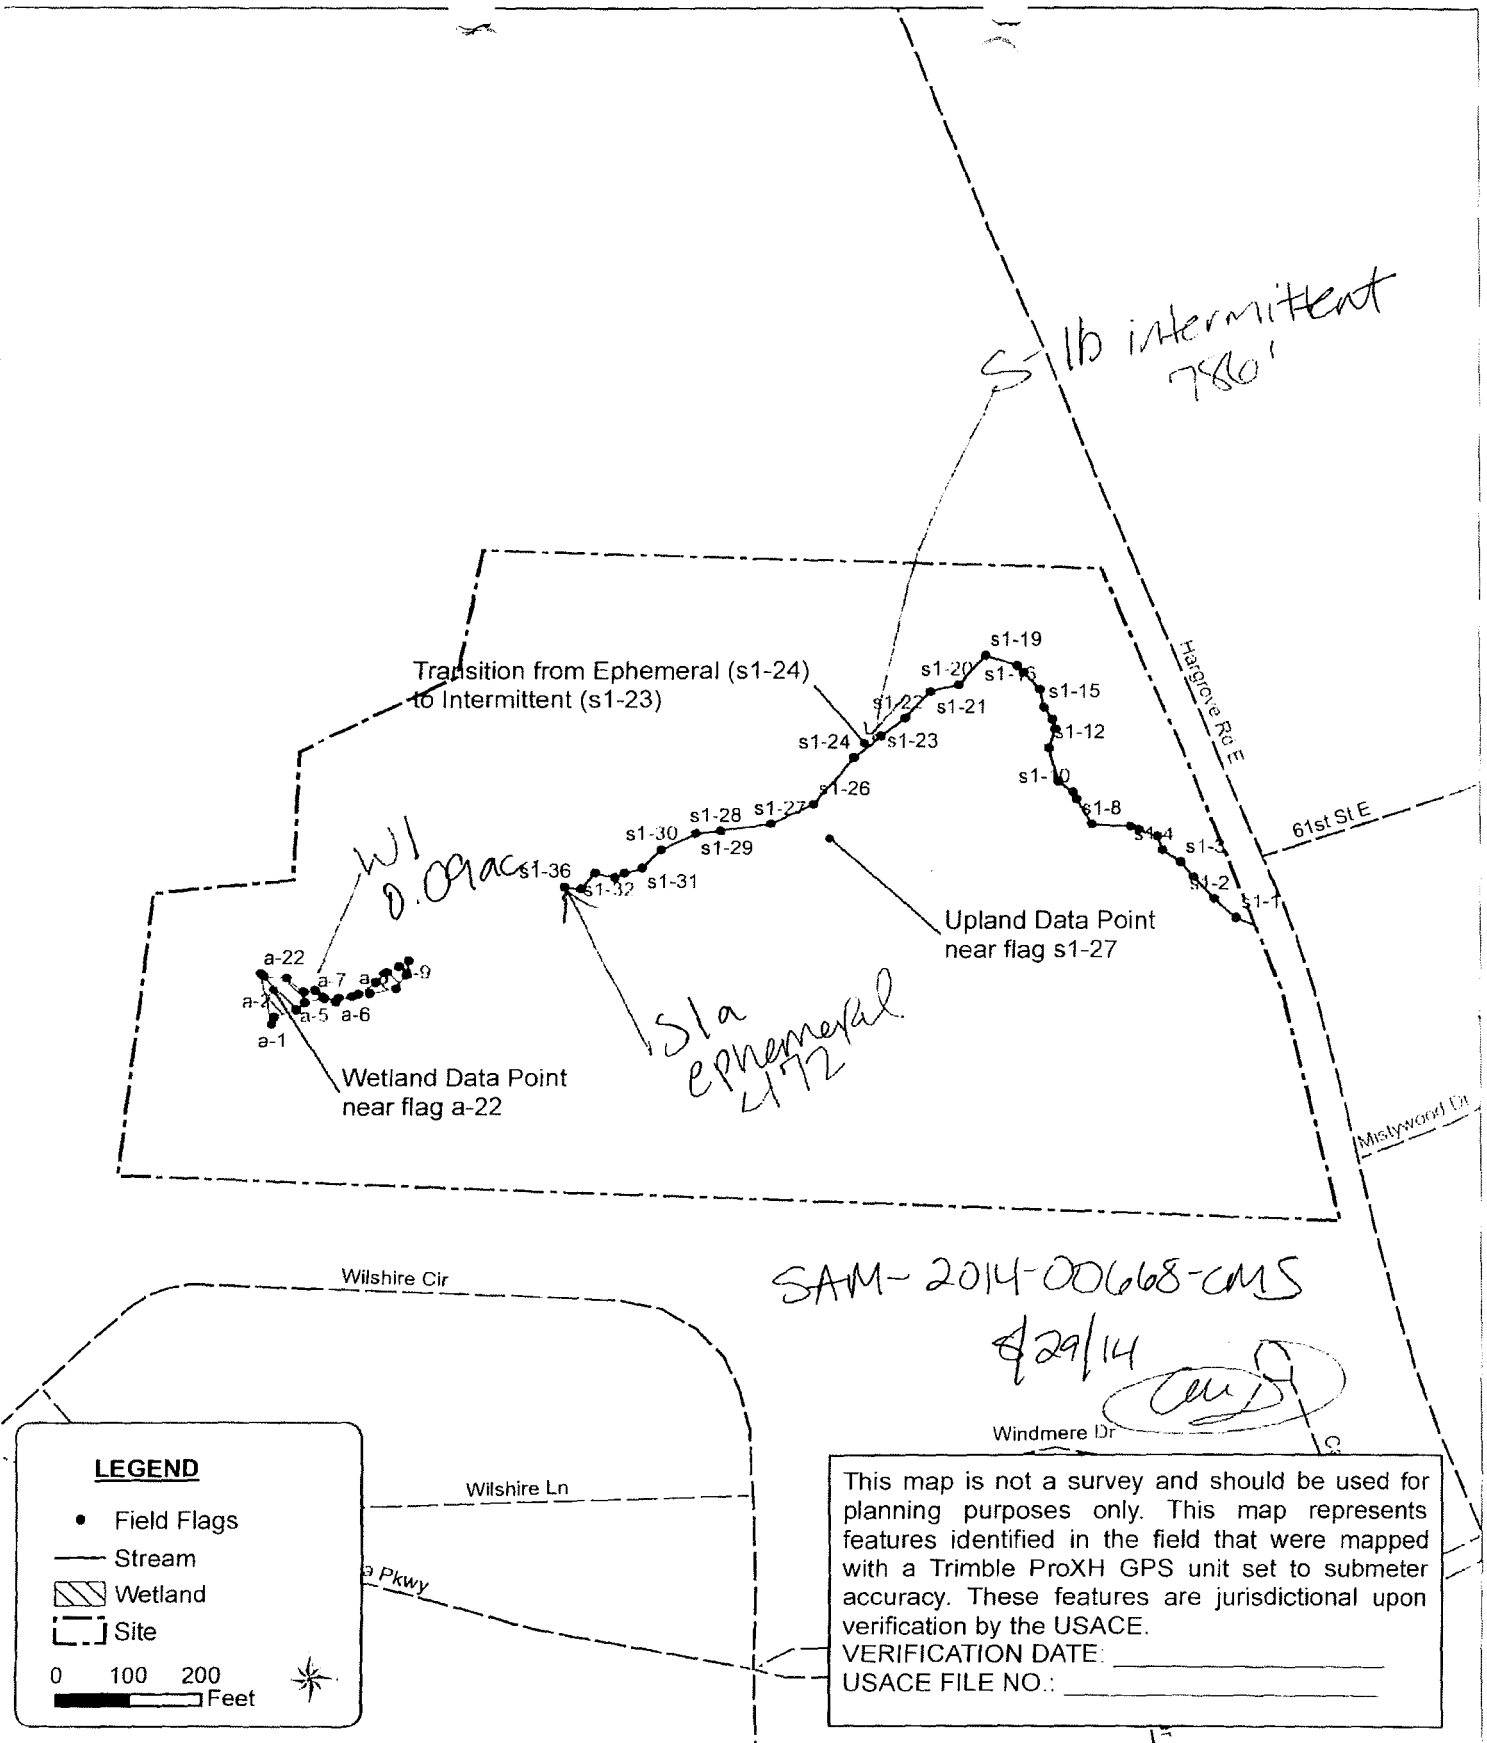 S-1b intermittent
786'
s1-19
Transition from Ephemeral (s1-24)
to Intermittent (s1-23)
s1-20
s1-16
s1-15
s1-21
s1-22
s1-12
s1-24
s1-23
Hargrove Rd E
s1-10
s1-26
s1-8
s1-27
s1-28
61st St E
s1-30
s1-29
s1-4
s1-3
W1
0.09ac
s1-36
s1-32
s1-31
s1-2
s1-1
Upland Data Point
near flag s1-27
a-22
a-7
a-9
a-2
a-5
a-6
a-1
S1a
ephemeral
472
Wetland Data Point
near flag a-22
Mistywood Dr
Wilshire Cir
SAM-2014-00668-CMS
8/29/14
Windmere Dr
LEGEND
Field Flags
Stream
Wetland
Site
0 100 200
Feet
Wilshire Ln
a Pkwy
This map is not a survey and should be used for
planning purposes only. This map represents
features identified in the field that were mapped
with a Trimble ProXH GPS unit set to submeter
accuracy. These features are jurisdictional upon
verification by the USACE.
VERIFICATION DATE:
USACE FILE NO.: